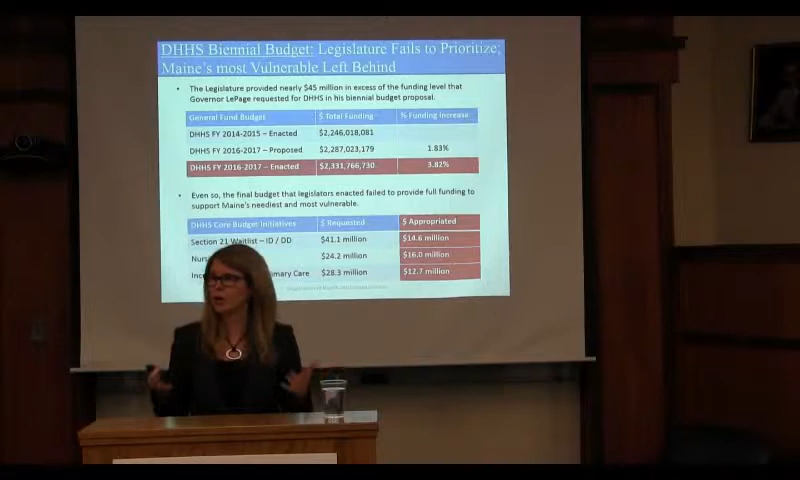 DHHS Biennial Budget: Legislature Fails to Prioritize;
Maine's most Vulnerable Left Behind
• The Legislature provided nearly $45 million in excess of the funding level that
Governor LePage requested for DHHS in his biennial budget proposal.
General Fund Budget $ Total Funding % Funding Increase
DHHS FY 2014-2015 – Enacted $2,246,018,081
DHHS FY 2016-2017 – Proposed $2,287,023,179 1.83%
DHHS FY 2016-2017 – Enacted $2,331,766,730 3.82%
• Even so, the final budget that legislators enacted failed to provide full funding to
support Maine's neediest and most vulnerable.
DHHS Core Budget Initiatives $ Requested $ Appropriated
Section 21 Waitlist – ID / DD $41.1 million $14.6 million
Nurs $24.2 million $16.0 million
Incr imary Care $28.3 million $12.7 million